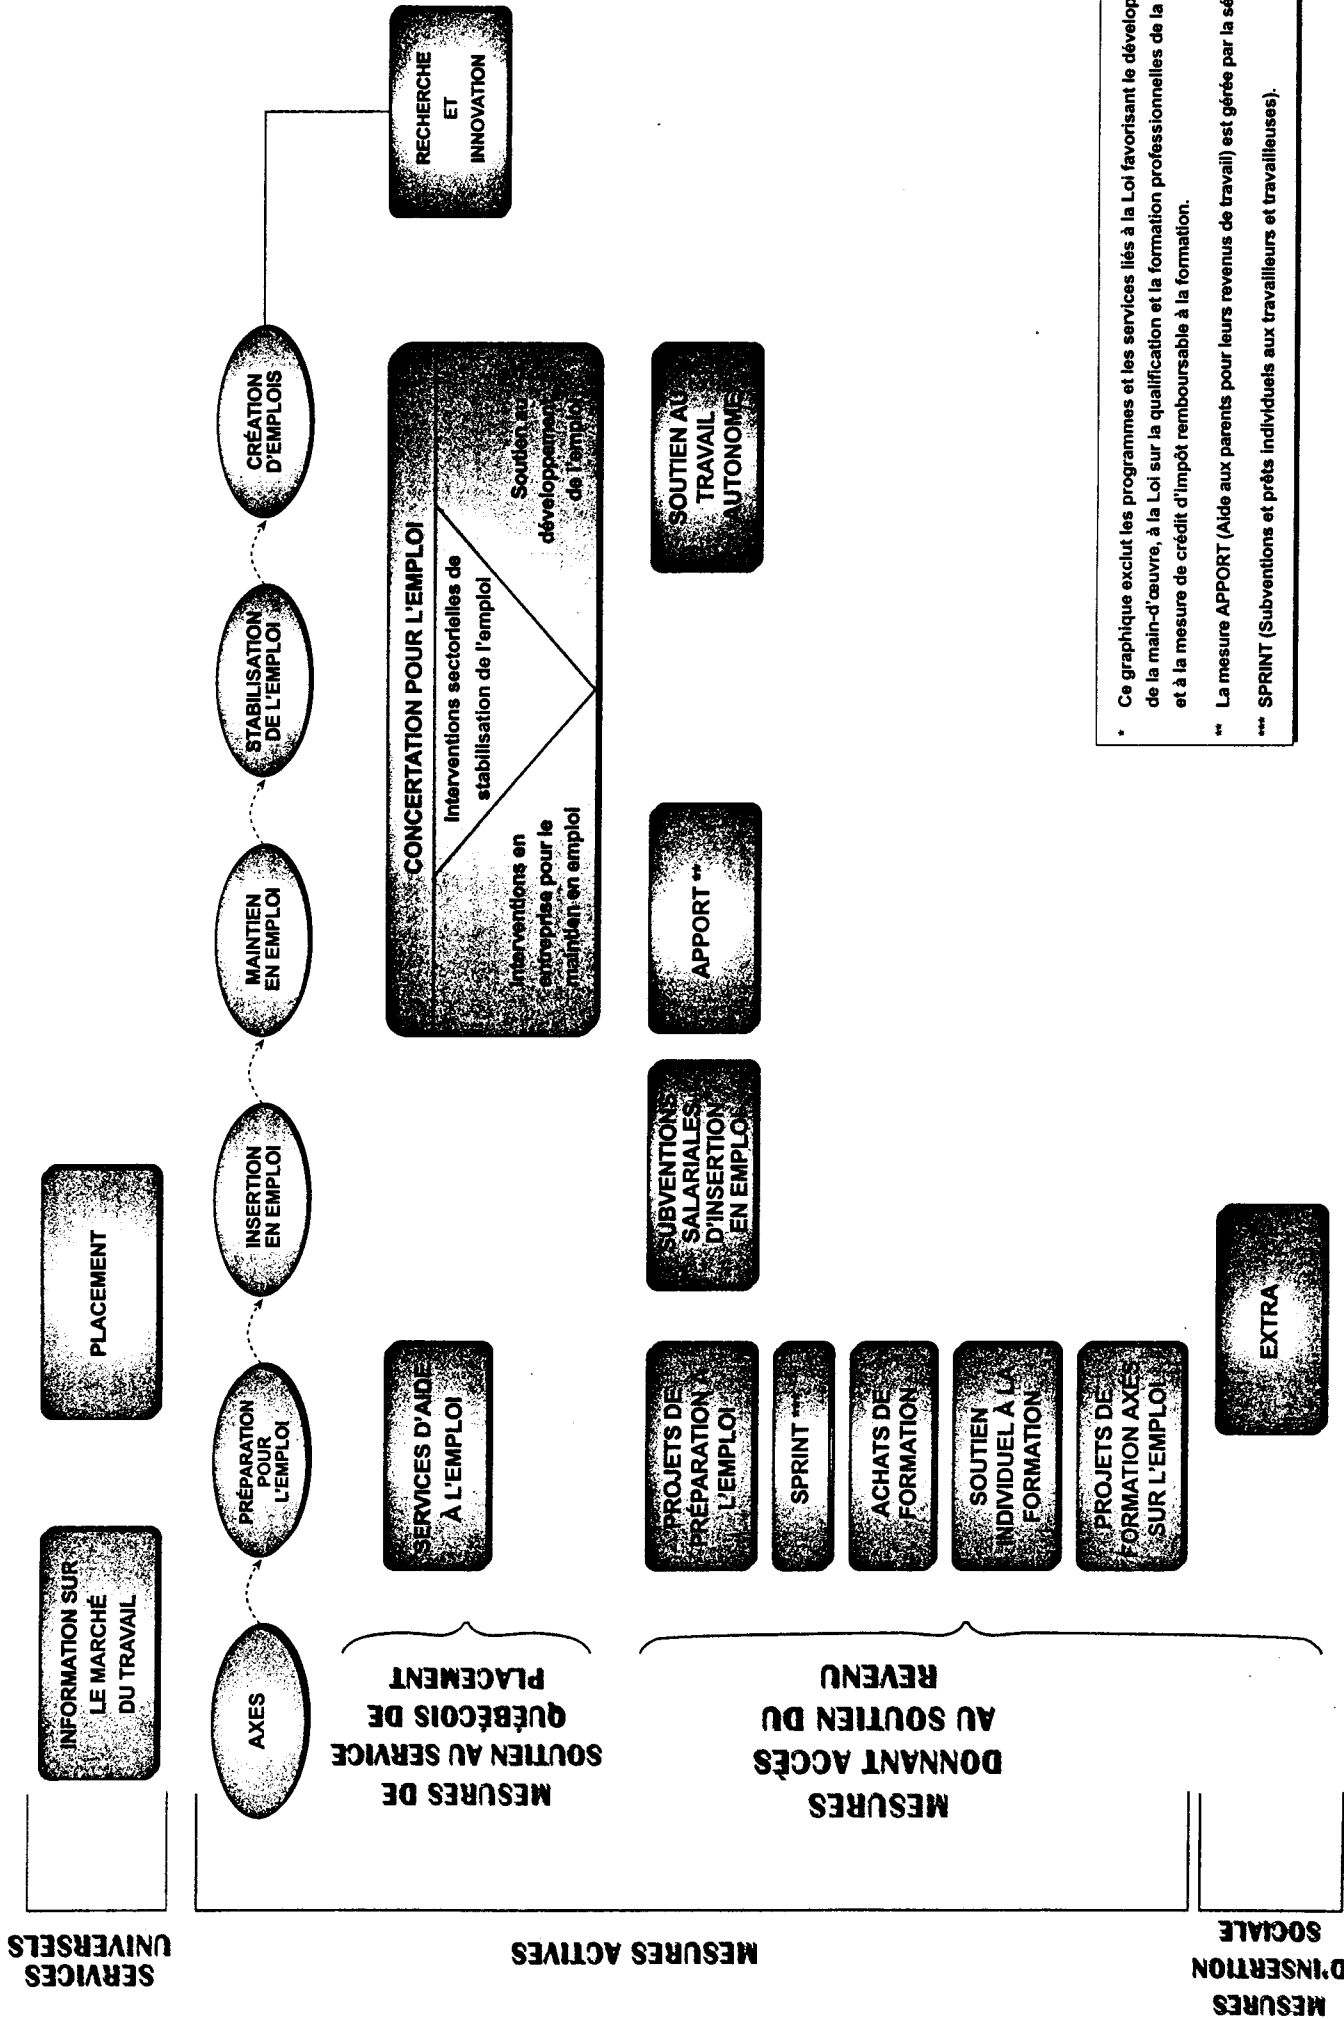 SERVICES
UNIVERSELS
INFORMATION SUR
LE MARCHÉ
DU TRAVAIL
PLACEMENT
MESURES ACTIVES
AXES
PRÉPARATION
POUR
L'EMPLOI
INSERTION
EN EMPLOI
MAINTIEN
EN EMPLOI
STABILISATION
DE L'EMPLOI
CRÉATION
D'EMPLOIS
RECHERCHE
ET
INNOVATION
MESURES DE
SOUTIEN AU SERVICE
QUÉBÉCOIS DE
PLACEMENT
SERVICES D'AIDE
À L'EMPLOI
CONCERTATION POUR L'EMPLOI
Interventions en
entreprise pour le
maintien en emploi
Interventions sectorielles de
stabilisation de l'emploi
Soutien au
développement
de l'emploi
MESURES
DONNANT ACCÈS
AU SOUTIEN DU
REVENU
PROJETS DE
PRÉPARATION À
L'EMPLOI
SPRINT ***
ACHATS DE
FORMATION
SOUTIEN
INDIVIDUEL À LA
FORMATION
PROJETS DE
FORMATION AXÉS
SUR L'EMPLOI
SUBVENTIONS
SALARIALES
D'INSERTION
EN EMPLOI
APPORT **
SOUTIEN AU
TRAVAIL
AUTONOME
MESURES
D'INSERTION
SOCIALE
EXTRA
* Ce graphique exclut les programmes et les services liés à la Loi favorisant le dévelop
de la main-d'œuvre, à la Loi sur la qualification et la formation professionnelles de la
et à la mesure de crédit d'impôt remboursable à la formation.
** La mesure APPORT (Aide aux parents pour leurs revenus de travail) est gérée par la sé
*** SPRINT (Subventions et prêts individuels aux travailleurs et travailleuses).